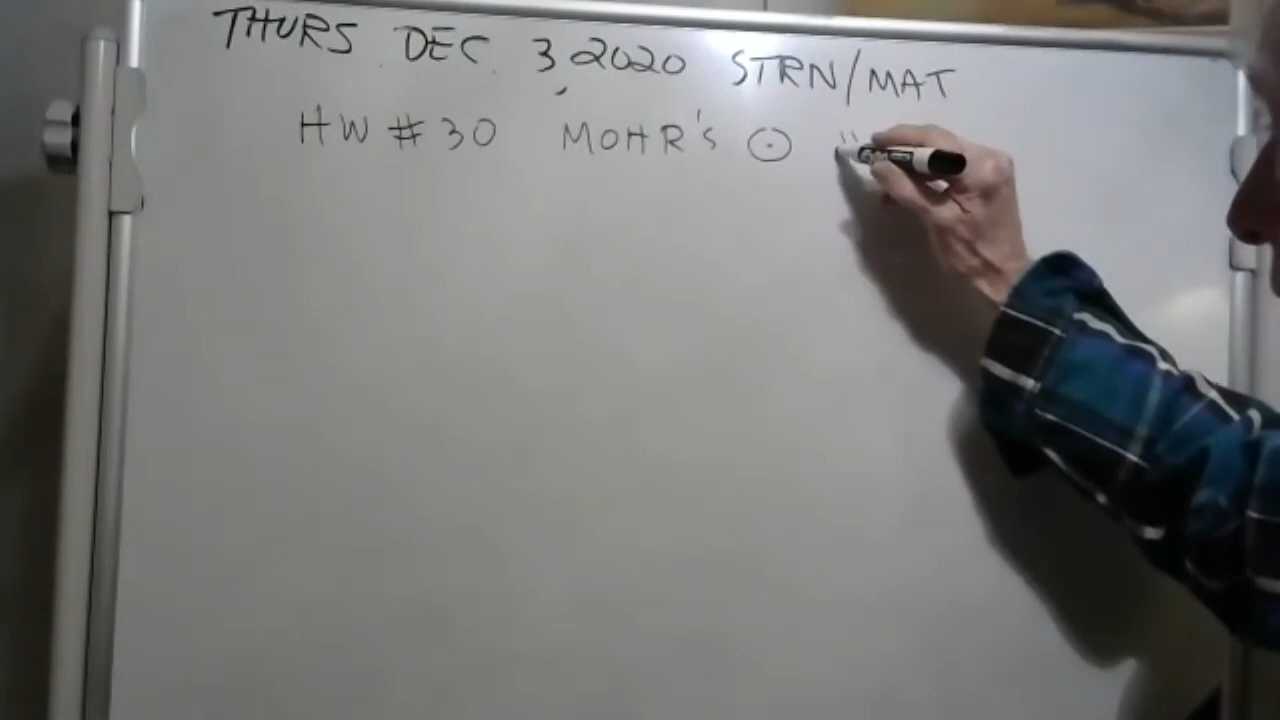 THURS DEC. 3, 2020 STRN/MAT
HW # 30 MOHR'S ⊙ "